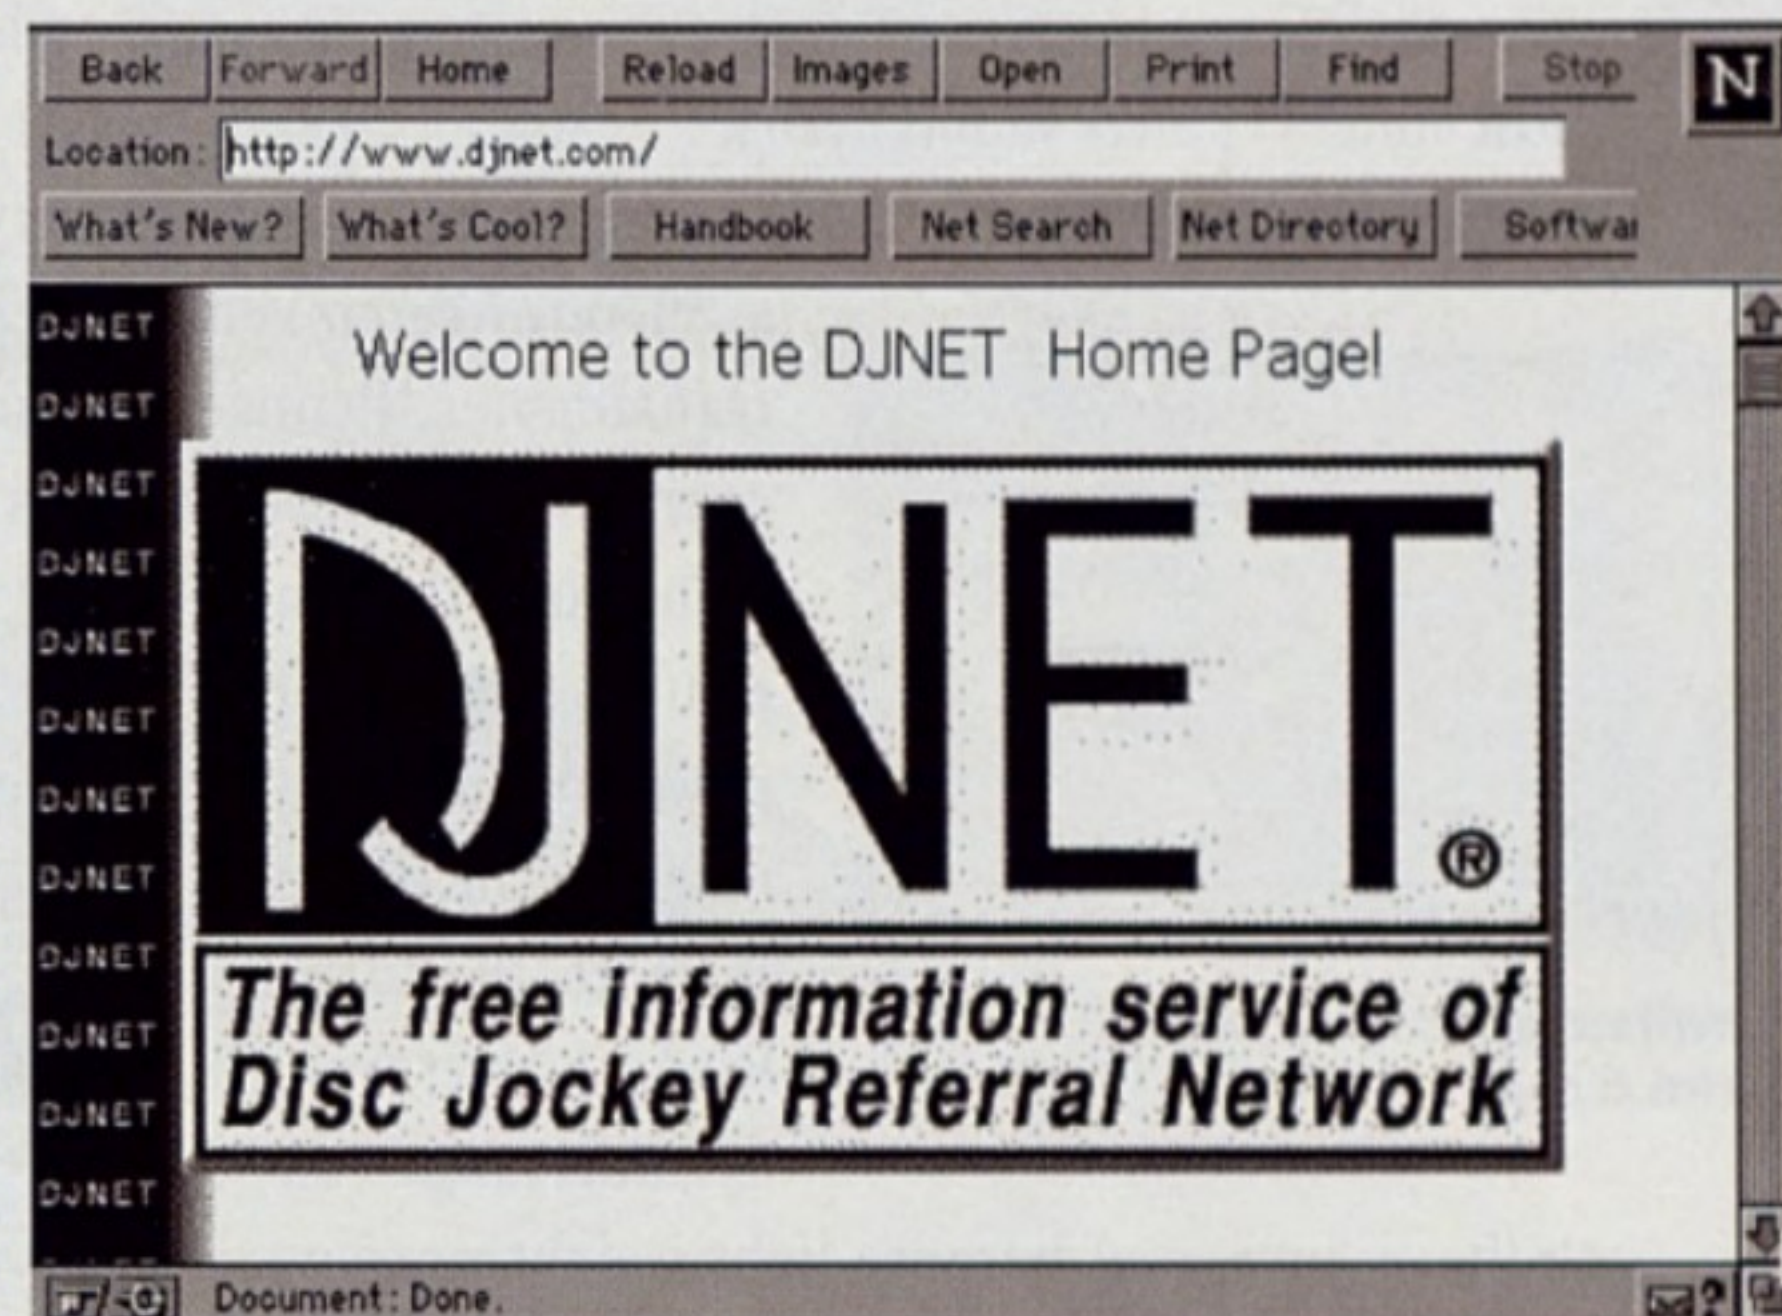 Back Forward Home Reload Images Open Print Find Stop N
Location: http://www.djnet.com/
What's New? What's Cool? Handbook Net Search Net Directory Softwar
DJNET
DJNET
DJNET
DJNET
DJNET
DJNET
DJNET
DJNET
DJNET
DJNET
DJNET
DJNET
Welcome to the DJNET Home Page!
DJNET®
The free information service of
Disc Jockey Referral Network
Document: Done.
?